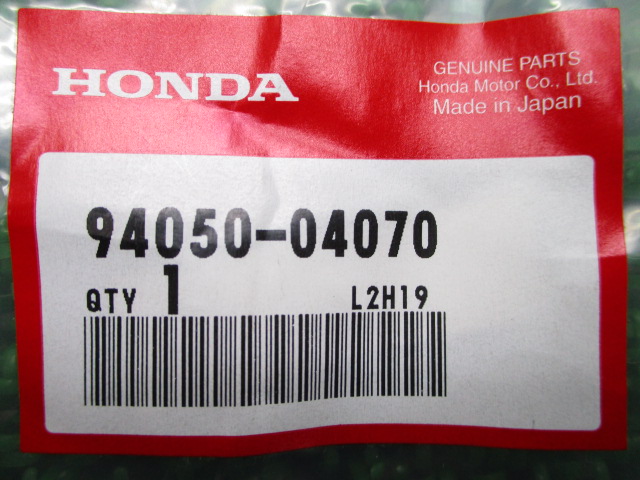 HONDA
GENUINE PARTS
Honda Motor Co., Ltd.
Made in Japan
94050-04070
QTY 1 L2H19